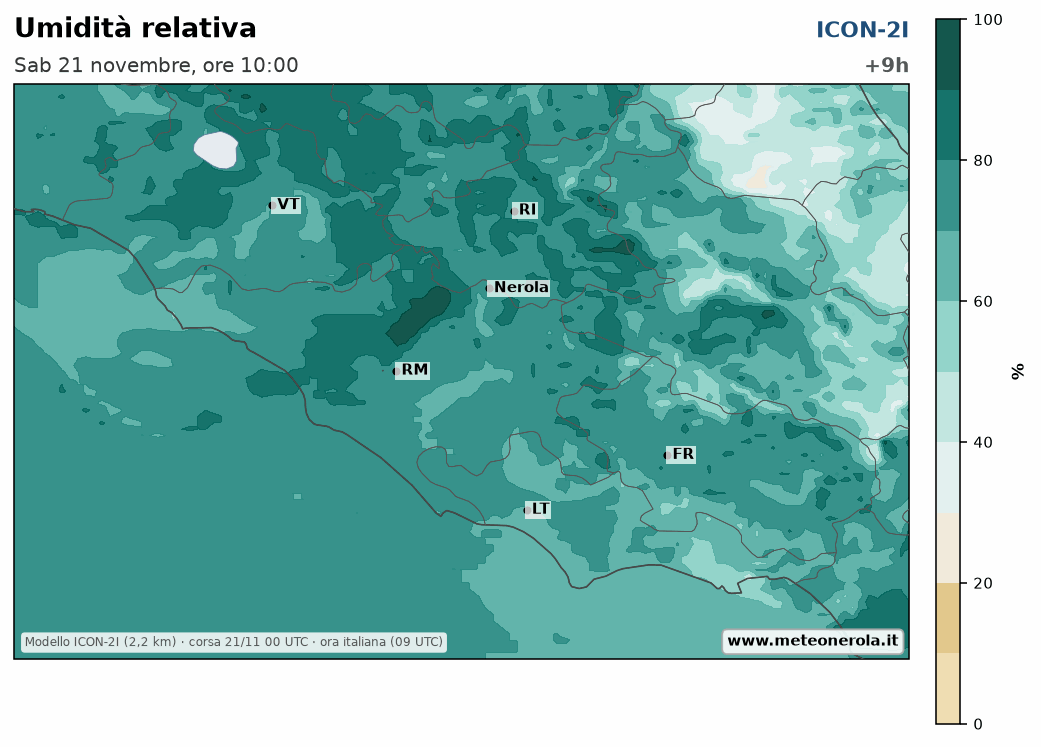 Umidità relativa
ICON-2I
Sab 21 novembre, ore 10:00
+9h
100
80
60
40
20
0
%
VT
RI
Nerola
RM
FR
LT
Modello ICON-2I (2,2 km) · corsa 21/11 00 UTC · ora italiana (09 UTC)
www.meteonerola.it